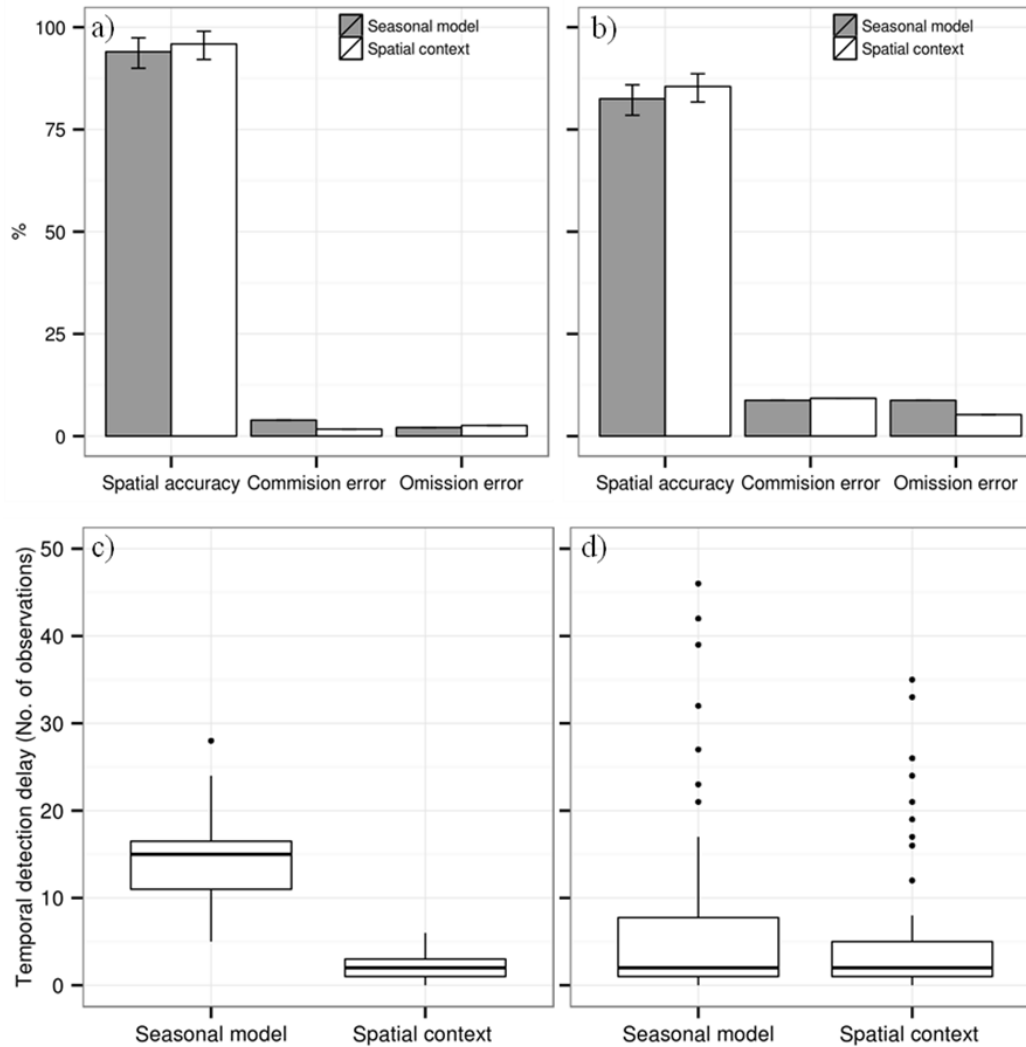 a)
Seasonal model
Spatial context
b)
Seasonal model
Spatial context
100
75
50
25
0
%
Spatial accuracy Commision error Omission error
Spatial accuracy Commision error Omission error
c)
d)
50
40
30
20
10
0
Temporal detection delay (No. of observations)
Seasonal model Spatial context
Seasonal model Spatial context